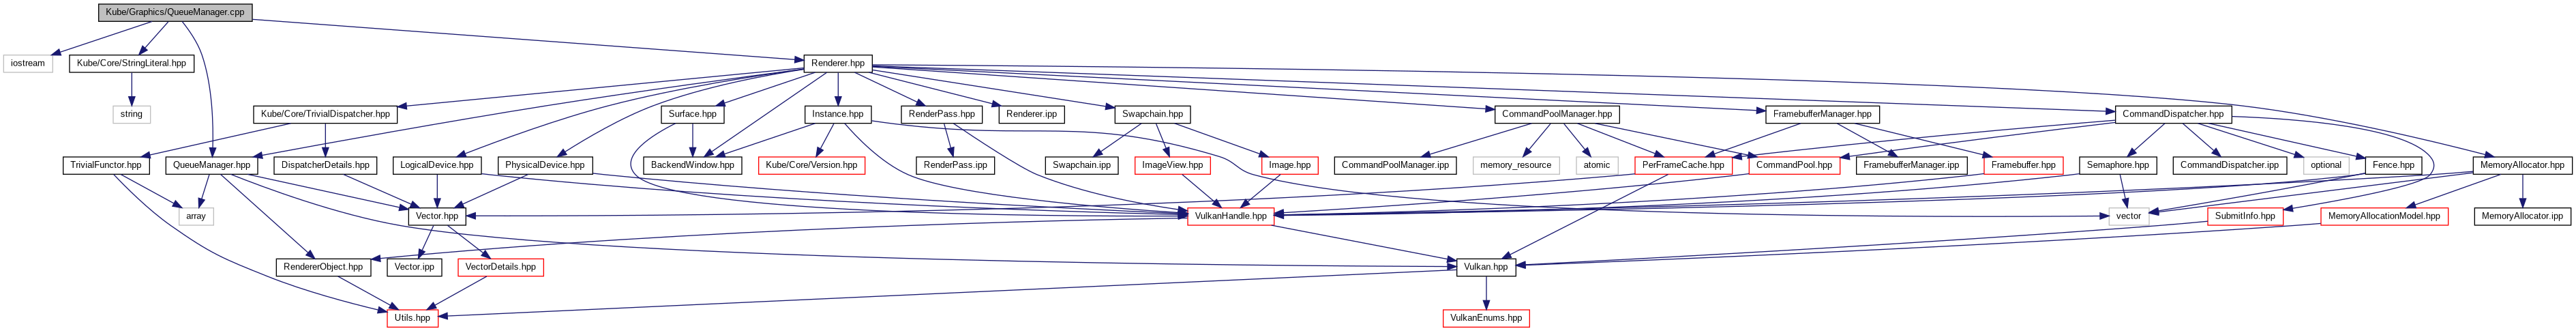 Kube/Graphics/QueueManager.cpp
iostream
Kube/Core/StringLiteral.hpp
Renderer.hpp
string
Kube/Core/TrivialDispatcher.hpp
Surface.hpp
Instance.hpp
RenderPass.hpp
Renderer.ipp
Swapchain.hpp
CommandPoolManager.hpp
FramebufferManager.hpp
CommandDispatcher.hpp
TrivialFunctor.hpp
QueueManager.hpp
DispatcherDetails.hpp
LogicalDevice.hpp
PhysicalDevice.hpp
BackendWindow.hpp
Kube/Core/Version.hpp
RenderPass.ipp
Swapchain.ipp
ImageView.hpp
Image.hpp
CommandPoolManager.ipp
memory_resource
atomic
PerFrameCache.hpp
CommandPool.hpp
FramebufferManager.ipp
Framebuffer.hpp
Semaphore.hpp
CommandDispatcher.ipp
optional
Fence.hpp
MemoryAllocator.hpp
array
Vector.hpp
VulkanHandle.hpp
vector
SubmitInfo.hpp
MemoryAllocationModel.hpp
MemoryAllocator.ipp
RendererObject.hpp
Vector.ipp
VectorDetails.hpp
Vulkan.hpp
Utils.hpp
VulkanEnums.hpp